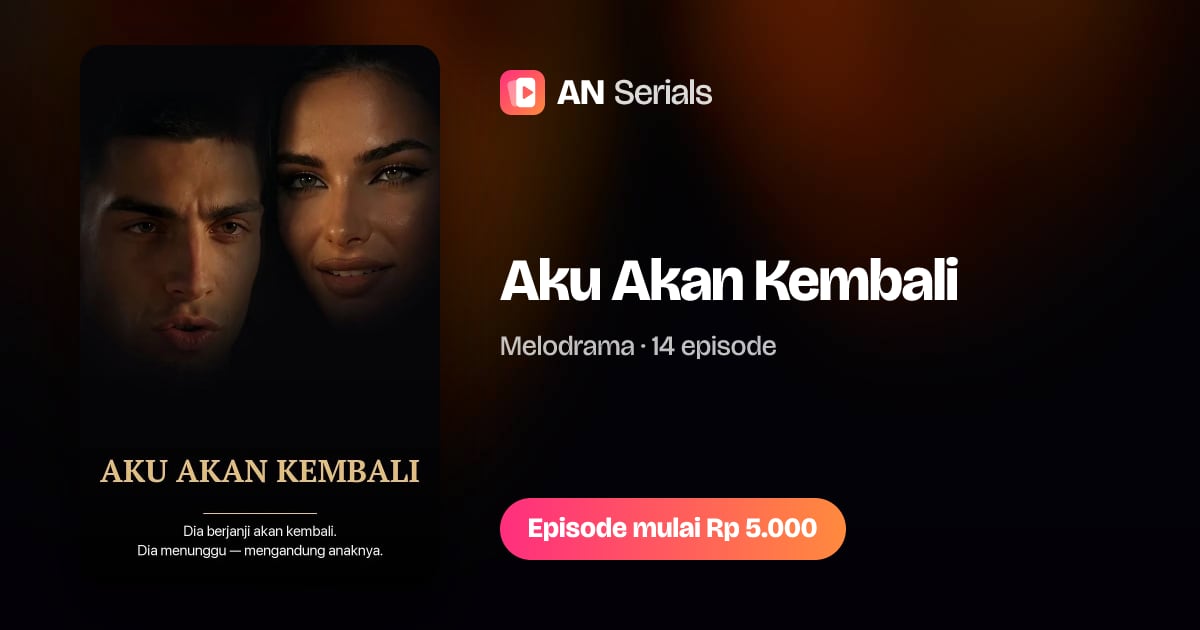 AN Serials
Aku Akan Kembali
Melodrama · 14 episode
Episode mulai Rp 5.000
AKU AKAN KEMBALI
Dia berjanji akan kembali.
Dia menunggu — mengandung anaknya.